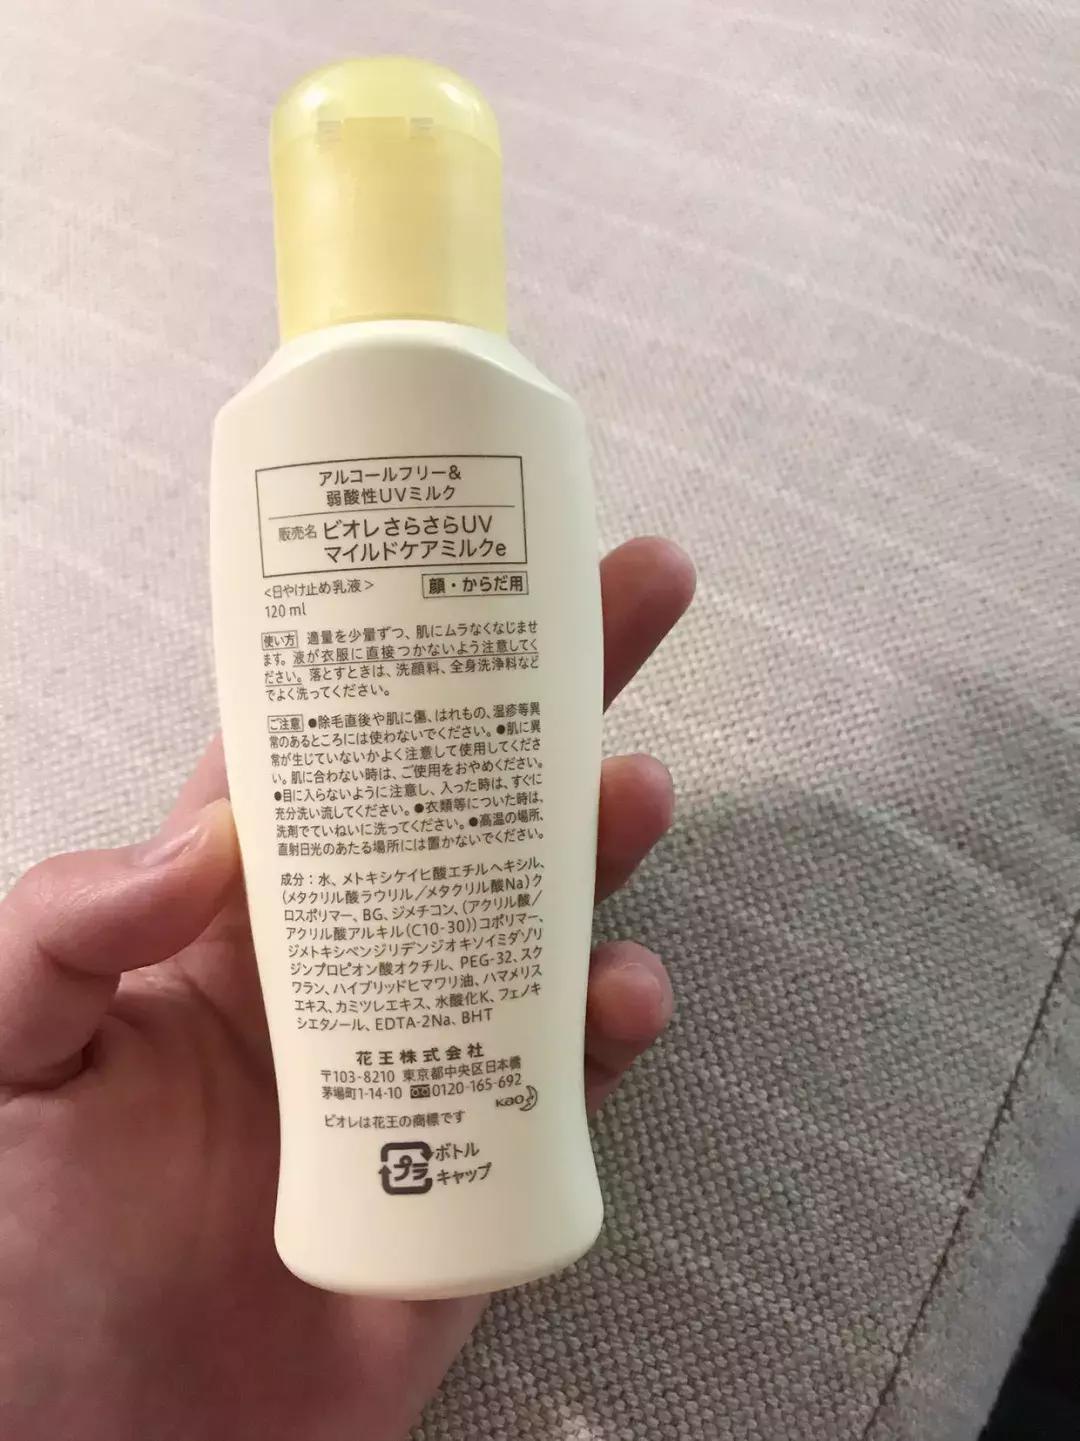 アルコールフリー&
弱酸性UVミルク
販売名 ビオレさらさらUV
マイルドケアミルクe
<日やけ止め乳液>
顔・からだ用
120 ml
使い方 適量を少量ずつ、肌にムラなくなじませ
ます。液が衣服に直接つかないよう注意してく
ださい。落とすときは、洗顔料、全身洗浄料など
でよく洗ってください。
ご注意 ●除毛直後や肌に傷、はれもの、湿疹等異
常のあるところには使わないでください。●肌に異
常が生じていないかよく注意して使用してくださ
い。肌に合わない時は、ご使用をおやめください。
●目に入らないように注意し、入った時は、すぐに
充分洗い流してください。●衣類等についた時は、
洗剤でていねいに洗ってください。●高温の場所、
直射日光のあたる場所には置かないでください。
成分:水、メトキシケイヒ酸エチルヘキシル、
(メタクリル酸ラウリル/メタクリル酸Na)ク
ロスポリマー、BG、ジメチコン、(アクリル酸/
アクリル酸アルキル(C10-30))コポリマー、
ジメトキシベンジリデンジオキソイミダゾリ
ジンプロピオン酸オクチル、PEG-32、スク
ワラン、ハイブリッドヒマワリ油、ハマメリス
エキス、カミツレエキス、水酸化K、フェノキ
シエタノール、EDTA-2Na、BHT
花王株式会社
〒103-8210 東京都中央区日本橋
茅場町1-14-10 0120-165-692
Kao
ビオレは花王の商標です
プラ
ボトル
キャップ